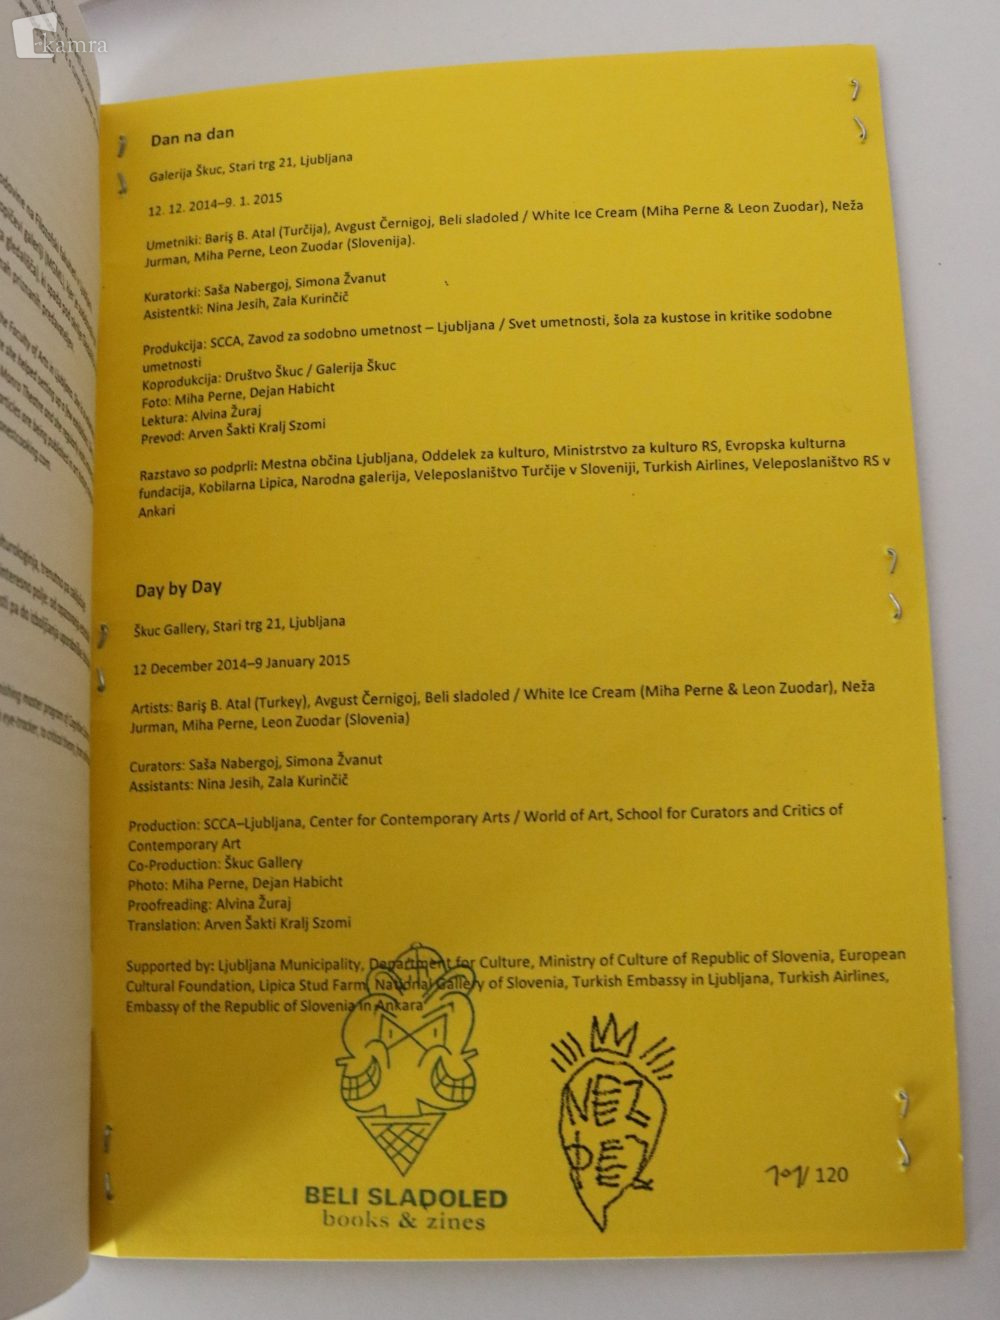 kamra
Dan na dan
Galerija Škuc, Stari trg 21, Ljubljana
12. 12. 2014–9. 1. 2015
Umetniki: Bariş B. Atal (Turčija), Avgust Černigoj, Beli sladoled / White Ice Cream (Miha Perne & Leon Zuodar), Neža
Jurman, Miha Perne, Leon Zuodar (Slovenija).
Kuratorki: Saša Nabergoj, Simona Žvanut
Asistentki: Nina Jesih, Zala Kurinčič
Produkcija: SCCA, Zavod za sodobno umetnost – Ljubljana / Svet umetnosti, šola za kustose in kritike sodobne
umetnosti
Koprodukcija: Društvo Škuc / Galerija Škuc
Foto: Miha Perne, Dejan Habicht
Lektura: Alvina Žuraj
Prevod: Arven Šakti Kralj Szomi
Razstavo so podprli: Mestna občina Ljubljana, Oddelek za kulturo, Ministrstvo za kulturo RS, Evropska kulturna
fundacija, Kobilarna Lipica, Narodna galerija, Veleposlaništvo Turčije v Sloveniji, Turkish Airlines, Veleposlaništvo RS v
Ankari
Day by Day
Škuc Gallery, Stari trg 21, Ljubljana
12 December 2014–9 January 2015
Artists: Bariş B. Atal (Turkey), Avgust Černigoj, Beli sladoled / White Ice Cream (Miha Perne & Leon Zuodar), Neža
Jurman, Miha Perne, Leon Zuodar (Slovenia)
Curators: Saša Nabergoj, Simona Žvanut
Assistants: Nina Jesih, Zala Kurinčič
Production: SCCA–Ljubljana, Center for Contemporary Arts / World of Art, School for Curators and Critics of
Contemporary Art
Co-Production: Škuc Gallery
Photo: Miha Perne, Dejan Habicht
Proofreading: Alvina Žuraj
Translation: Arven Šakti Kralj Szomi
Supported by: Ljubljana Municipality, Department for Culture, Ministry of Culture of Republic of Slovenia, European
Cultural Foundation, Lipica Stud Farm, National Gallery of Slovenia, Turkish Embassy in Ljubljana, Turkish Airlines,
Embassy of the Republic of Slovenia in Ankara
BELI SLADOLED
books & zines
NEZ
PEZ
101/ 120